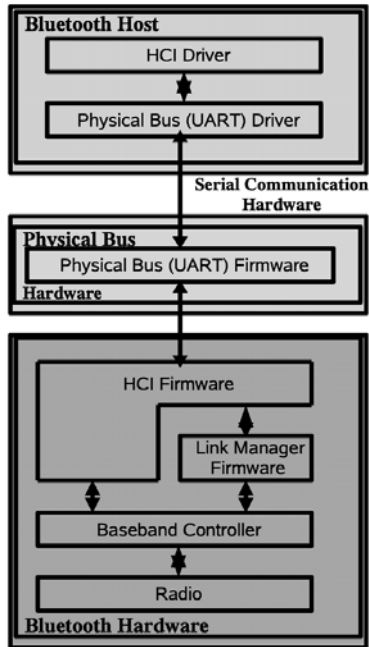 Bluetooth Host
HCI Driver
Physical Bus (UART) Driver
Serial Communication
Hardware
Physical Bus
Physical Bus (UART) Firmware
Hardware
HCI Firmware
Link Manager
Firmware
Baseband Controller
Radio
Bluetooth Hardware